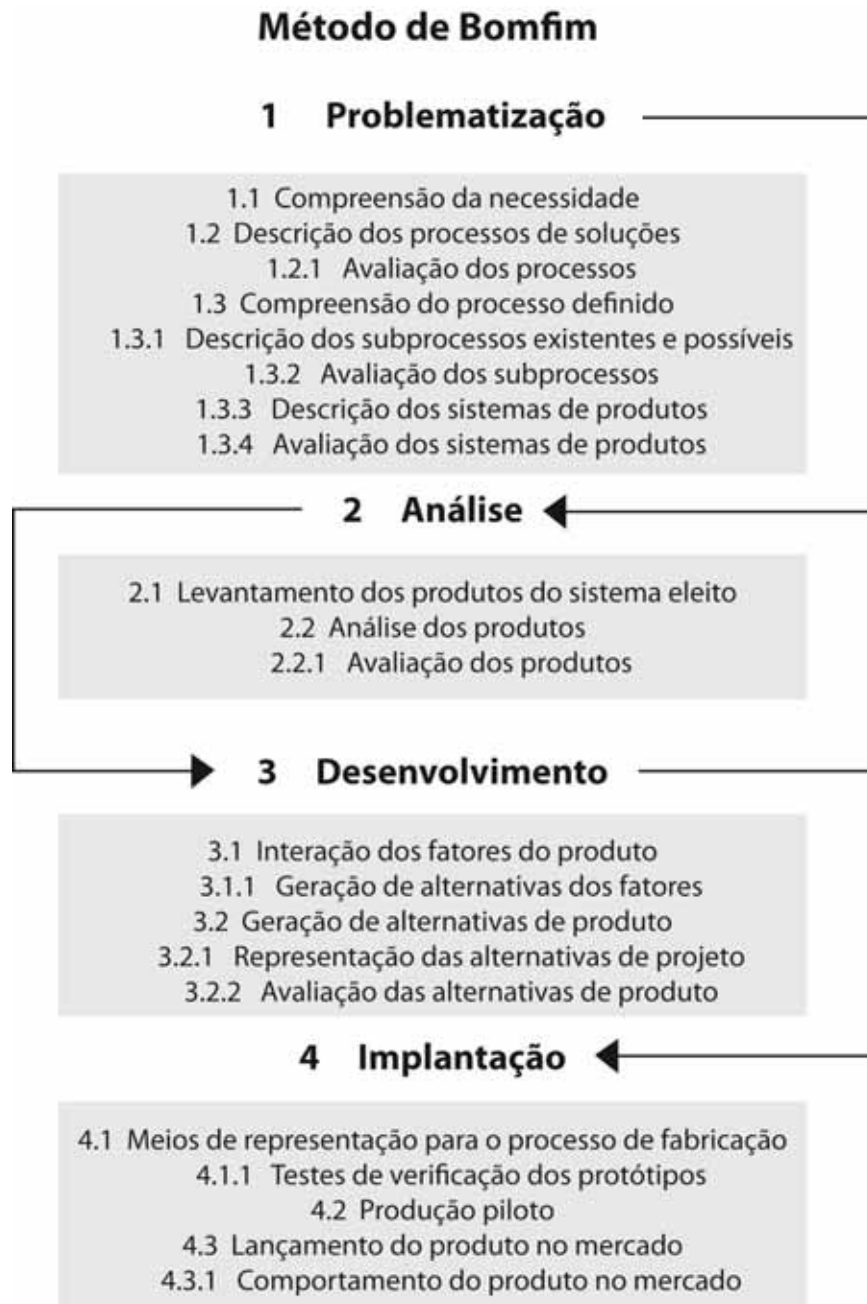 Método de Bomfim
1 Problematização
1.1 Compreensão da necessidade
1.2 Descrição dos processos de soluções
1.2.1 Avaliação dos processos
1.3 Compreensão do processo definido
1.3.1 Descrição dos subprocessos existentes e possíveis
1.3.2 Avaliação dos subprocessos
1.3.3 Descrição dos sistemas de produtos
1.3.4 Avaliação dos sistemas de produtos
2 Análise
2.1 Levantamento dos produtos do sistema eleito
2.2 Análise dos produtos
2.2.1 Avaliação dos produtos
3 Desenvolvimento
3.1 Interação dos fatores do produto
3.1.1 Geração de alternativas dos fatores
3.2 Geração de alternativas de produto
3.2.1 Representação das alternativas de projeto
3.2.2 Avaliação das alternativas de produto
4 Implantação
4.1 Meios de representação para o processo de fabricação
4.1.1 Testes de verificação dos protótipos
4.2 Produção piloto
4.3 Lançamento do produto no mercado
4.3.1 Comportamento do produto no mercado